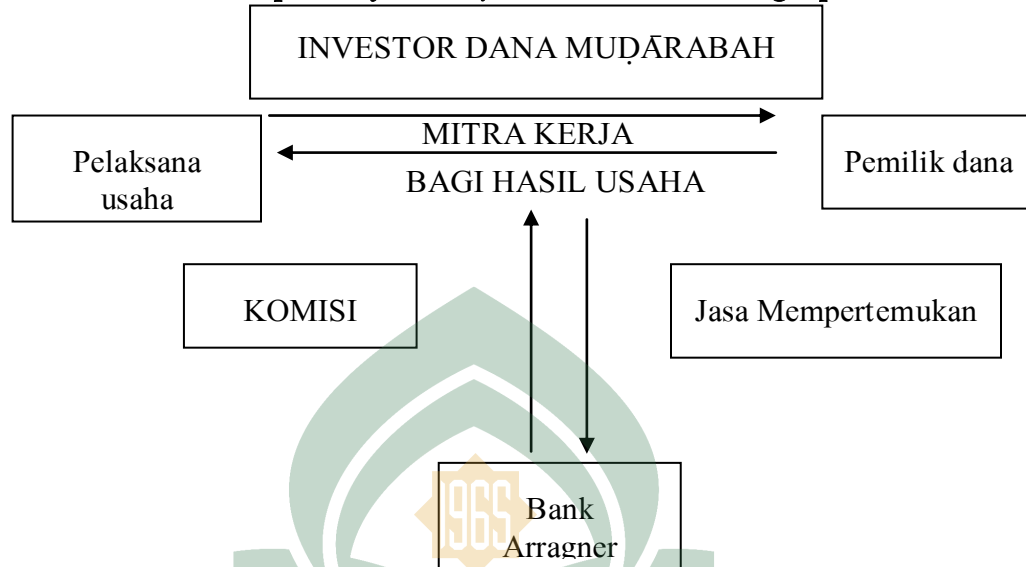 INVESTOR DANA MUḌĀRABAH
MITRA KERJA
Pelaksana
usaha
Pemilik dana
BAGI HASIL USAHA
KOMISI
Jasa Mempertemukan
1965
Bank
Arragner